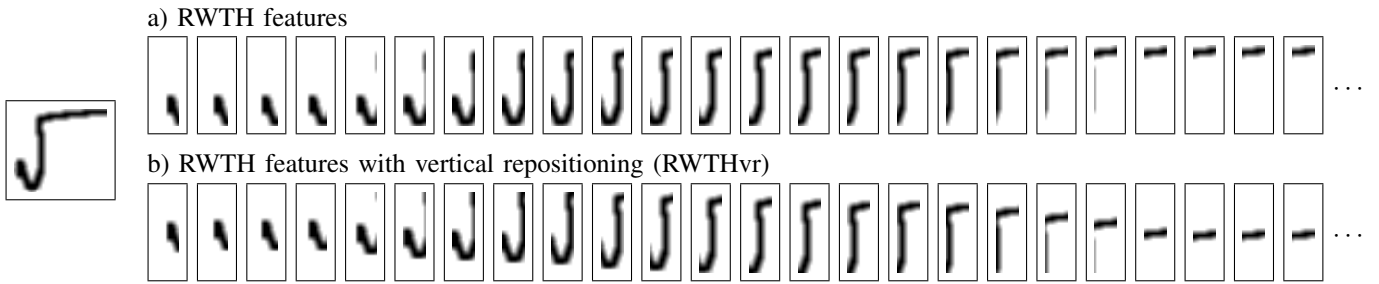 a) RWTH features
...
b) RWTH features with vertical repositioning (RWTHvr)
...